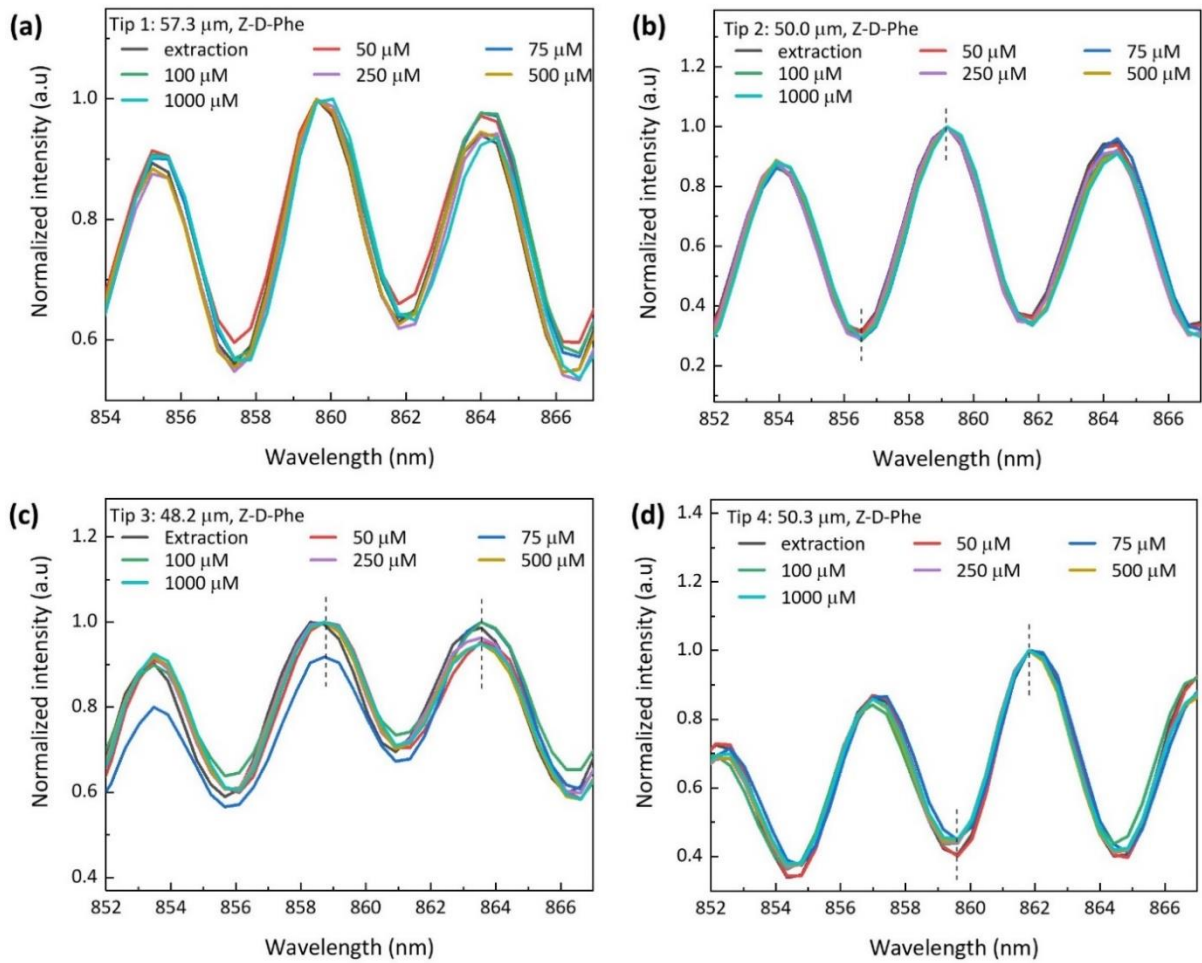 (a)
Tip 1: 57.3 μm, Z-D-Phe
extraction 50 μM 75 μM
100 μM 250 μM 500 μM
1000 μM
Normalized intensity (a.u)
1.0
0.8
0.6
854 856 858 860 862 864 866
Wavelength (nm)
(b)
Tip 2: 50.0 μm, Z-D-Phe
extraction 50 μM 75 μM
100 μM 250 μM 500 μM
1000 μM
Normalized intensity (a.u)
1.2
1.0
0.8
0.6
0.4
0.2
852 854 856 858 860 862 864 866
Wavelength (nm)
(c)
Tip 3: 48.2 μm, Z-D-Phe
Extraction 50 μM 75 μM
100 μM 250 μM 500 μM
1000 μM
Normalized intensity (a.u)
1.2
1.0
0.8
0.6
0.4
852 854 856 858 860 862 864 866
Wavelength (nm)
(d)
Tip 4: 50.3 μm, Z-D-Phe
extraction 50 μM 75 μM
100 μM 250 μM 500 μM
1000 μM
Normalized intensity (a.u)
1.4
1.2
1.0
0.8
0.6
0.4
852 854 856 858 860 862 864 866
Wavelength (nm)